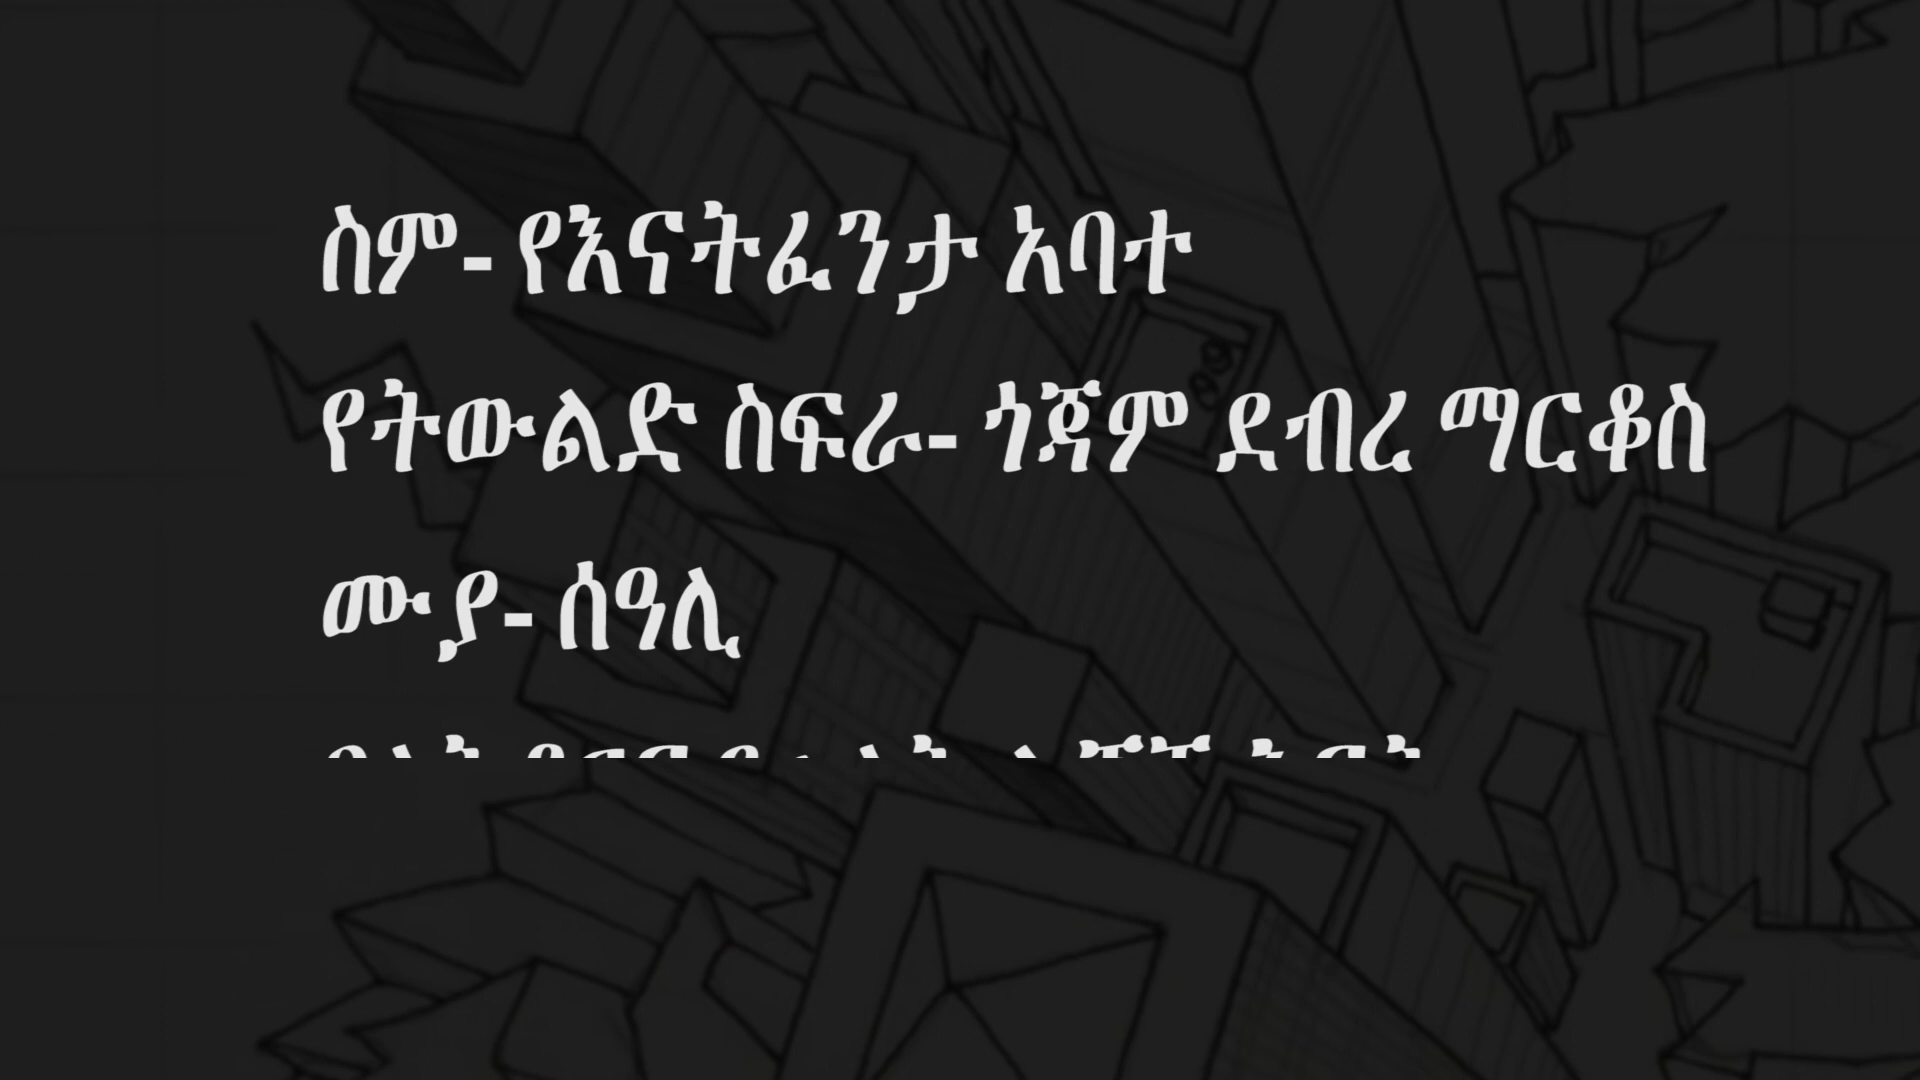 ስም- የእናትፈንታ አባተ
የትውልድ ስፍራ- ጎጃም ደብረ ማርቆስ
ሙያ- ሰዓሊ